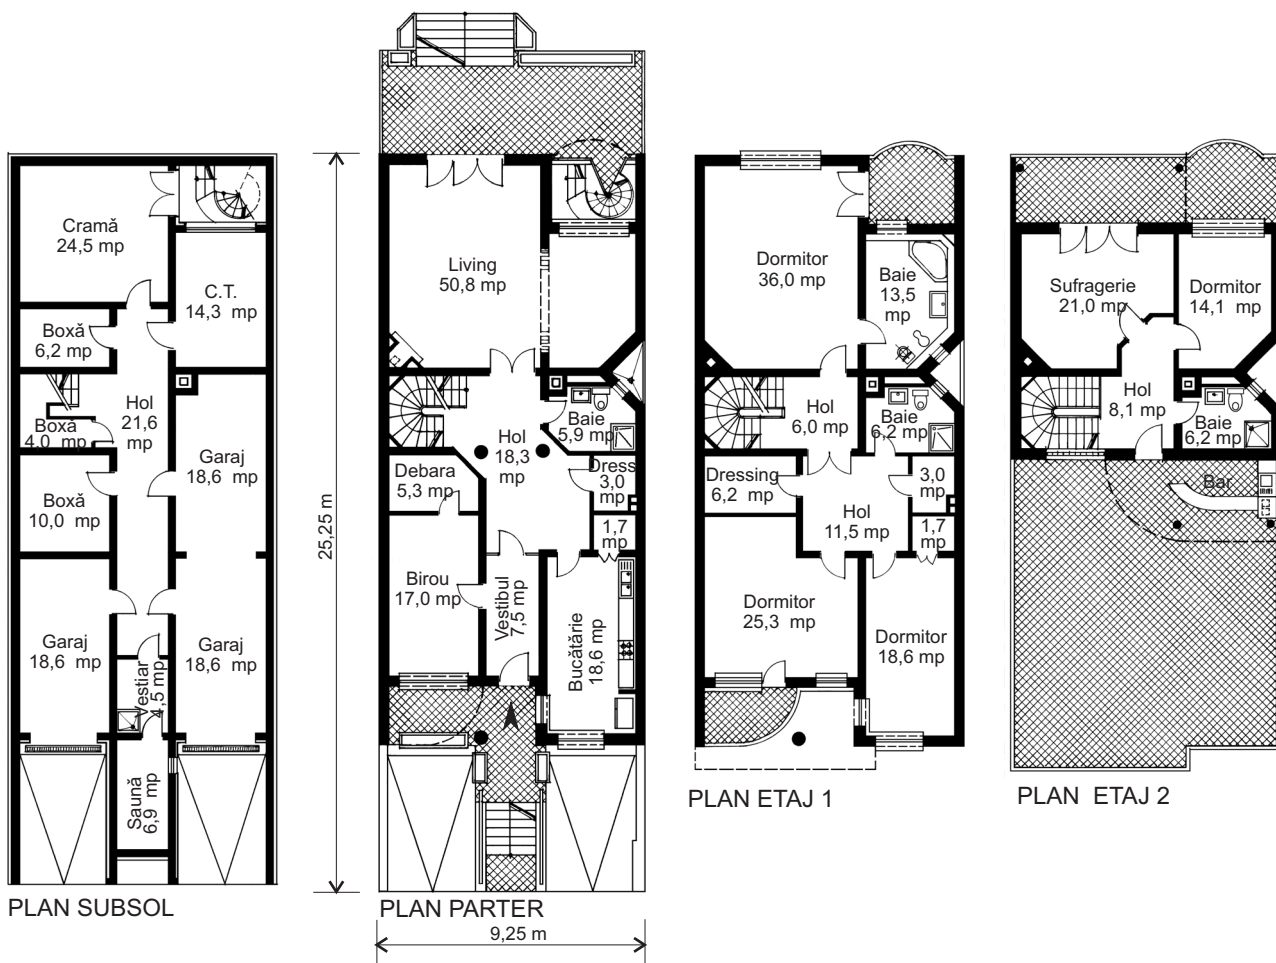 Cramă
24,5 mp
C.T.
14,3 mp
Boxă
6,2 mp
Hol
21,6
mp
Boxă
4,0 mp
Garaj
18,6 mp
Boxă
10,0 mp
Garaj
18,6 mp
Garaj
18,6 mp
Vestiar
4,5 mp
Saună
6,9 mp
PLAN SUBSOL
25,25 m
Living
50,8 mp
Baie
5,9 mp
Hol
18,3
mp
Debara
5,3 mp
Dress
3,0
mp
1,7
mp
Birou
17,0 mp
Vestibul
7,5 mp
Bucătărie
18,6 mp
PLAN PARTER
9,25 m
Dormitor
36,0 mp
Baie
13,5
mp
Hol
6,0 mp
Baie
6,2 mp
Dressing
6,2 mp
3,0
mp
Hol
11,5 mp
1,7
mp
Dormitor
25,3 mp
Dormitor
18,6 mp
PLAN ETAJ 1
Sufragerie
21,0 mp
Dormitor
14,1 mp
Hol
8,1 mp
Baie
6,2 mp
Bar
PLAN ETAJ 2